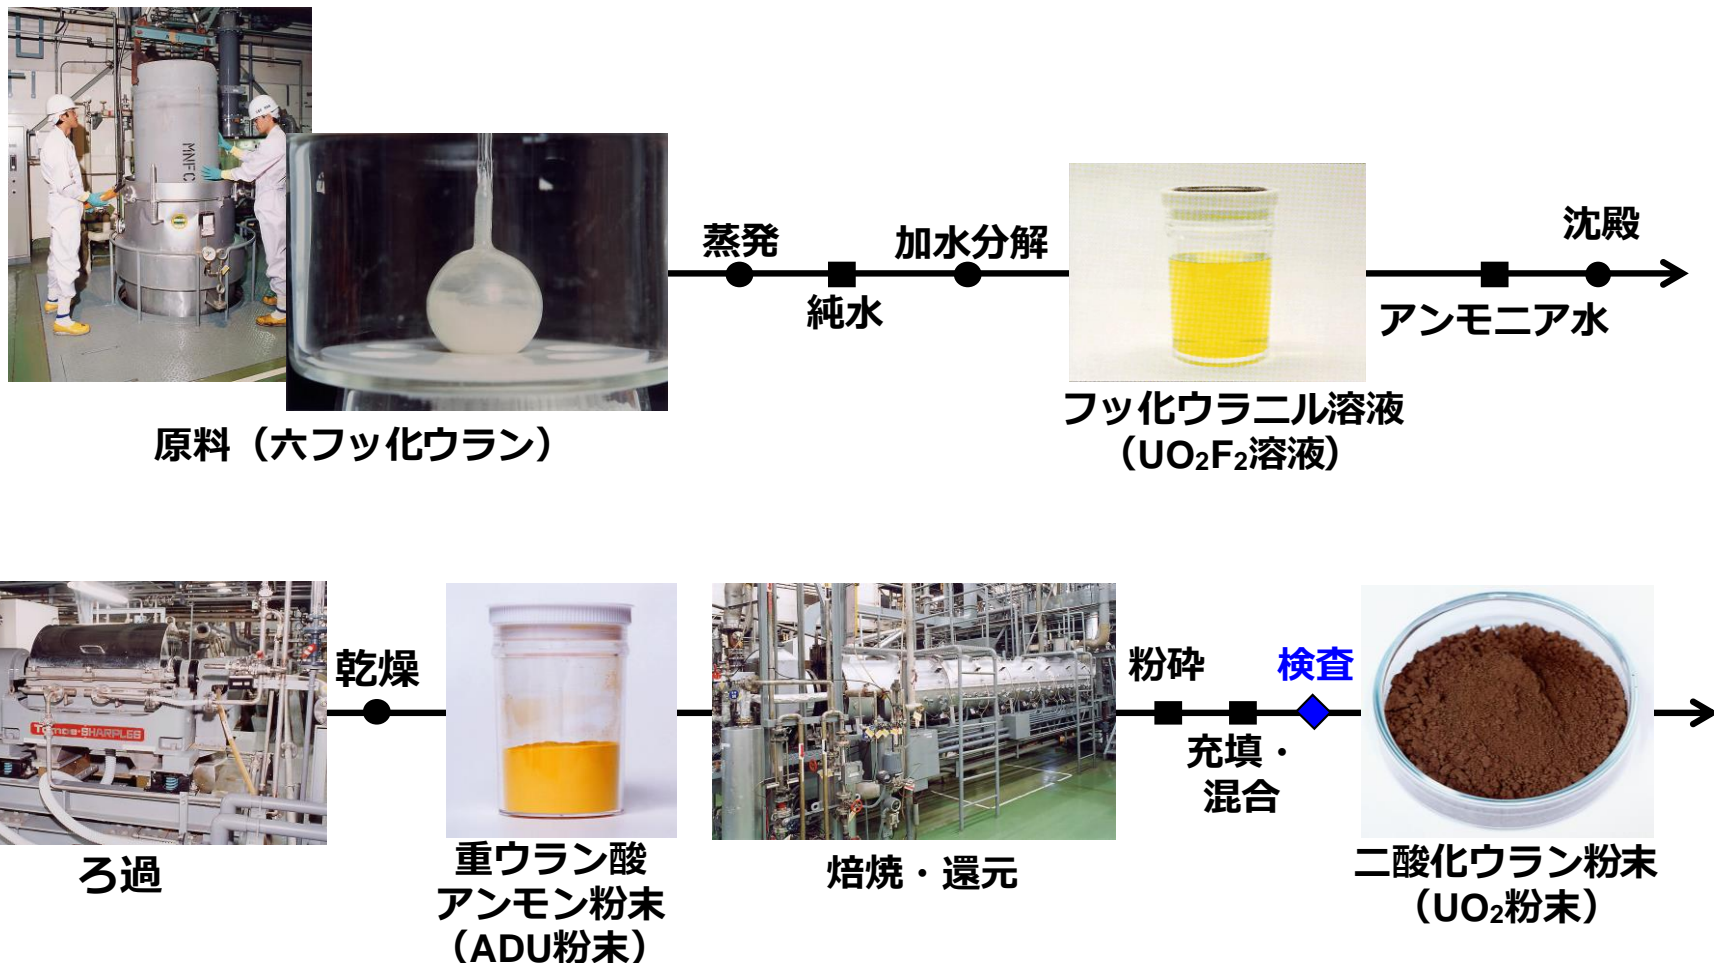 MNFC
蒸発
純水
加水分解
沈殿
アンモニア水
原料（六フッ化ウラン）
フッ化ウラニル溶液
（UO₂F₂溶液）
Tomoe-SHARPLES
ろ過
乾燥
重ウラン酸
アンモン粉末
（ADU粉末）
焙焼・還元
粉砕
充填・
混合
検査
二酸化ウラン粉末
（UO₂粉末）